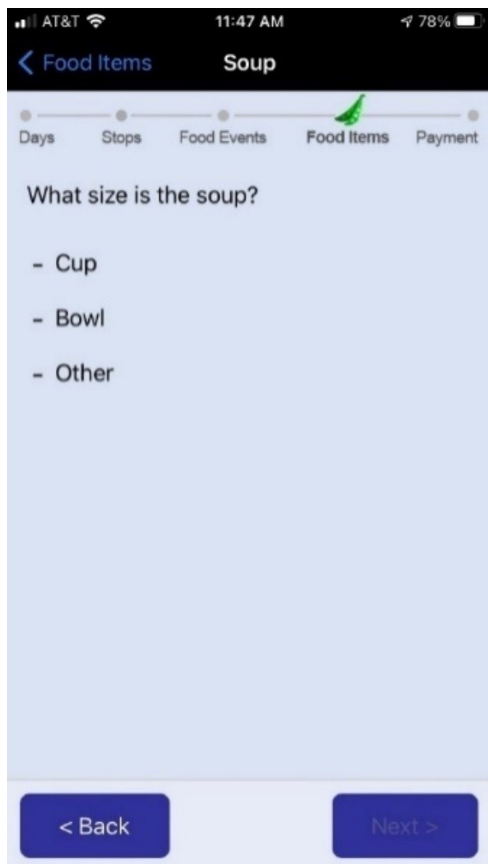 AT&T 11:47 AM 78%
Food Items Soup
Days Stops Food Events Food Items Payment
What size is the soup?
- Cup
- Bowl
- Other
< Back Next >